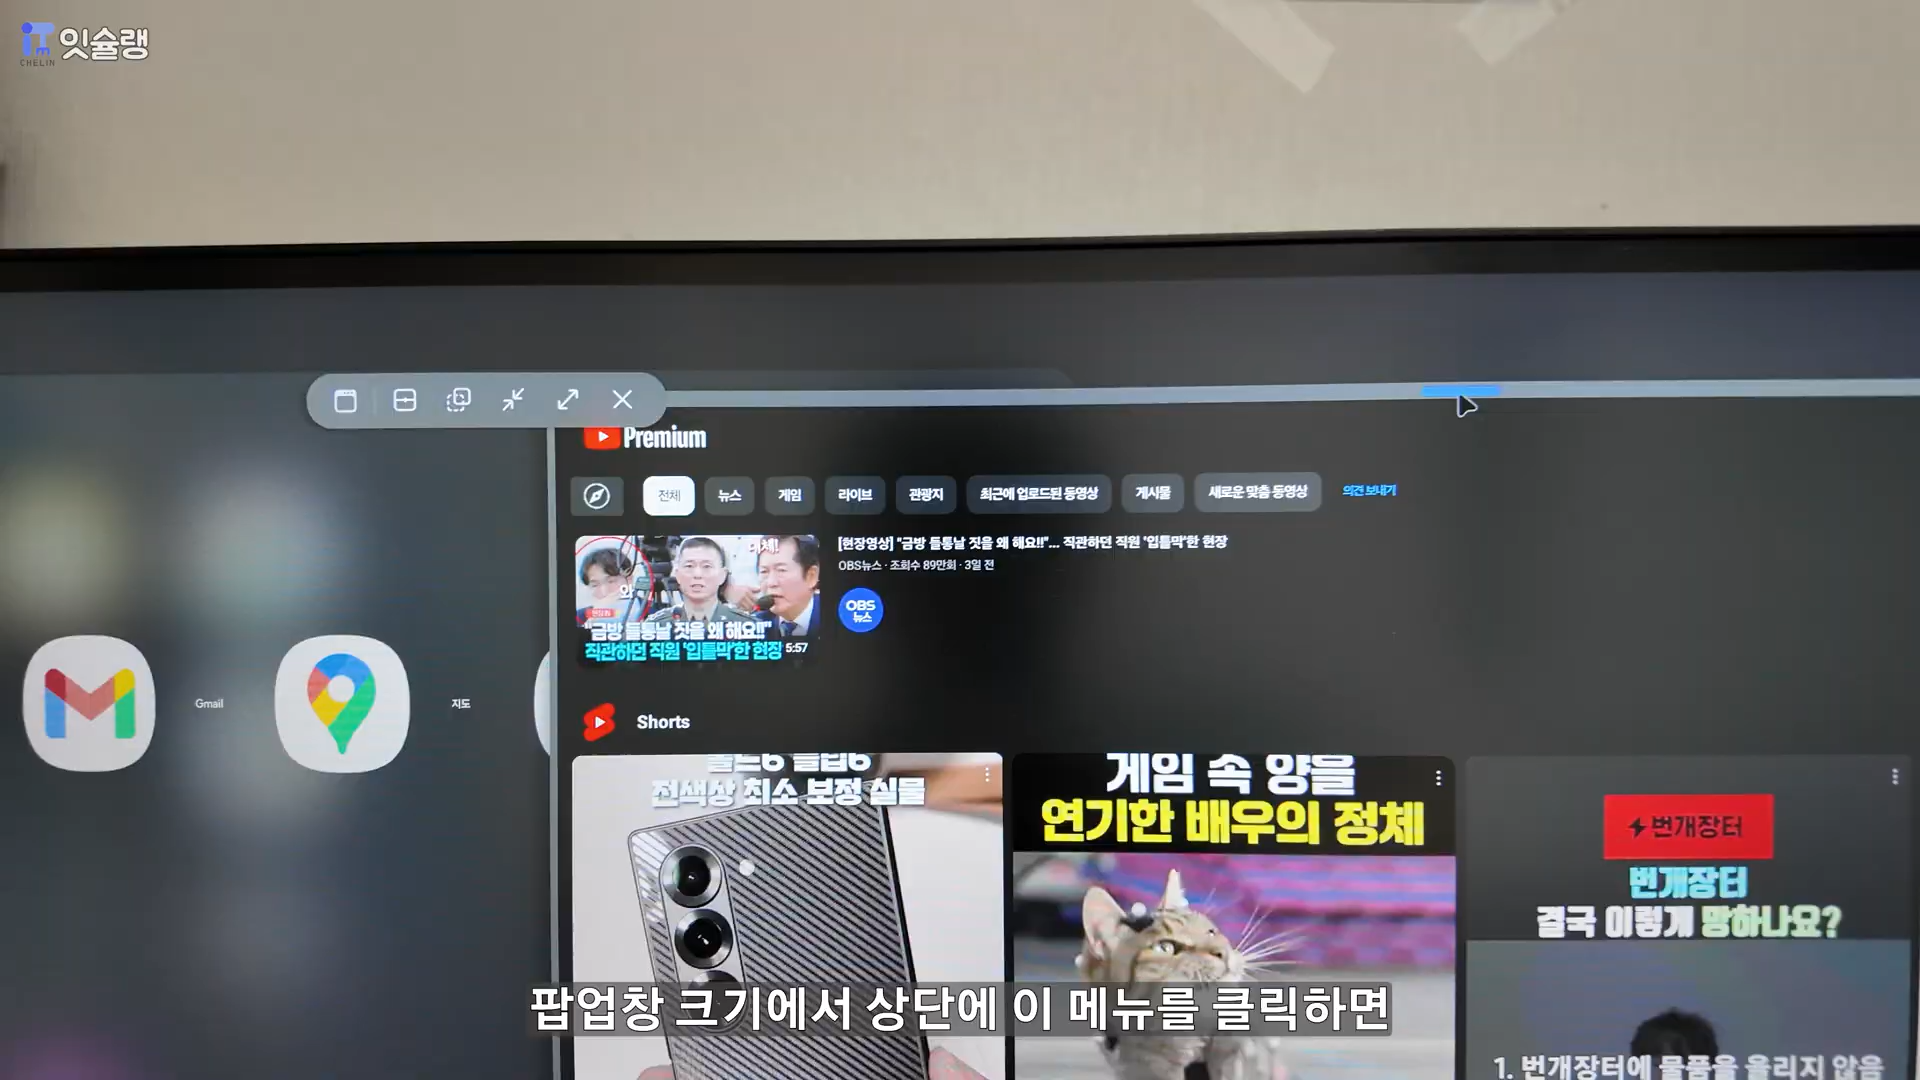 iT CHELIN 잇슐랭
Premium
전체 뉴스 게임 라이브 관광지 최근에 업로드된 동영상 게시물 새로운 맞춤 동영상 의견 보내기
대체!
와
"금방 들통날 짓을 왜 해요!!"
직관하던 직원 '입틀막'한 현장 5:57
[현장영상] "금방 들통날 짓을 왜 해요!!"... 직관하던 직원 '입틀막'한 현장
OBS뉴스 · 조회수 89만회 · 3일 전
OBS
뉴스
Gmail
지도
Shorts
전색상 최소 보정 실물
게임 속 양을
연기한 배우의 정체
번개장터
번개장터
결국 이렇게 망하나요?
1. 번개장터에 물품을 올리지 않음
팝업창 크기에서 상단에 이 메뉴를 클릭하면